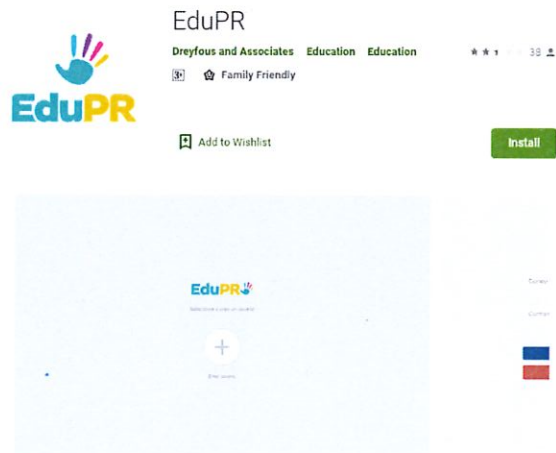 EduPR
Dreyfous and Associates Education Education
38
3+
Family Friendly
EduPR
Add to Wishlist
Install
EduPR